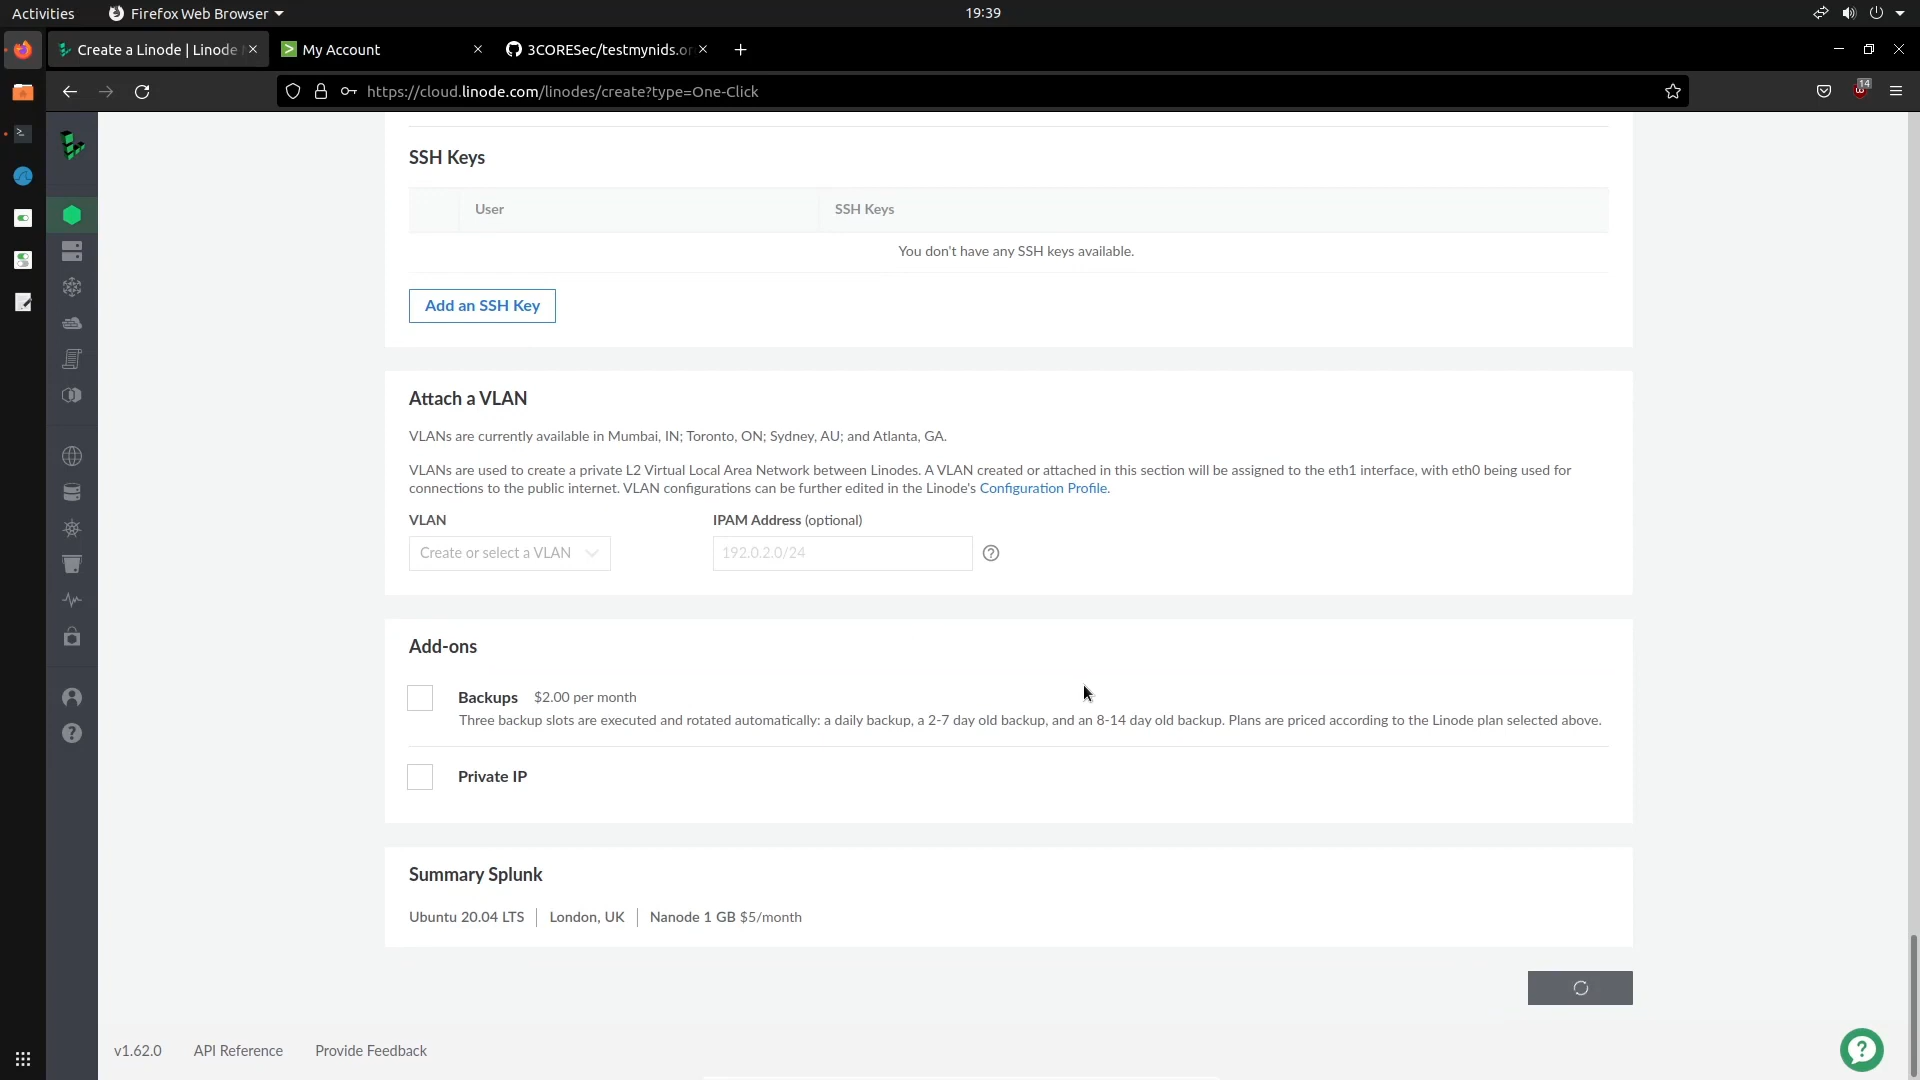 Activities
Firefox Web Browser
19:39
Create a Linode | Linode
My Account
3CORESec/testmynids.or
https://cloud.linode.com/linodes/create?type=One-Click
14
SSH Keys
User
SSH Keys
You don't have any SSH keys available.
Add an SSH Key
Attach a VLAN
VLANs are currently available in Mumbai, IN; Toronto, ON; Sydney, AU; and Atlanta, GA.
VLANs are used to create a private L2 Virtual Local Area Network between Linodes. A VLAN created or attached in this section will be assigned to the eth1 interface, with eth0 being used for
connections to the public internet. VLAN configurations can be further edited in the Linode's Configuration Profile.
VLAN
IPAM Address (optional)
Create or select a VLAN
192.0.2.0/24
Add-ons
Backups $2.00 per month
Three backup slots are executed and rotated automatically: a daily backup, a 2-7 day old backup, and an 8-14 day old backup. Plans are priced according to the Linode plan selected above.
Private IP
Summary Splunk
Ubuntu 20.04 LTS
London, UK
Nanode 1 GB $5/month
v1.62.0
API Reference
Provide Feedback